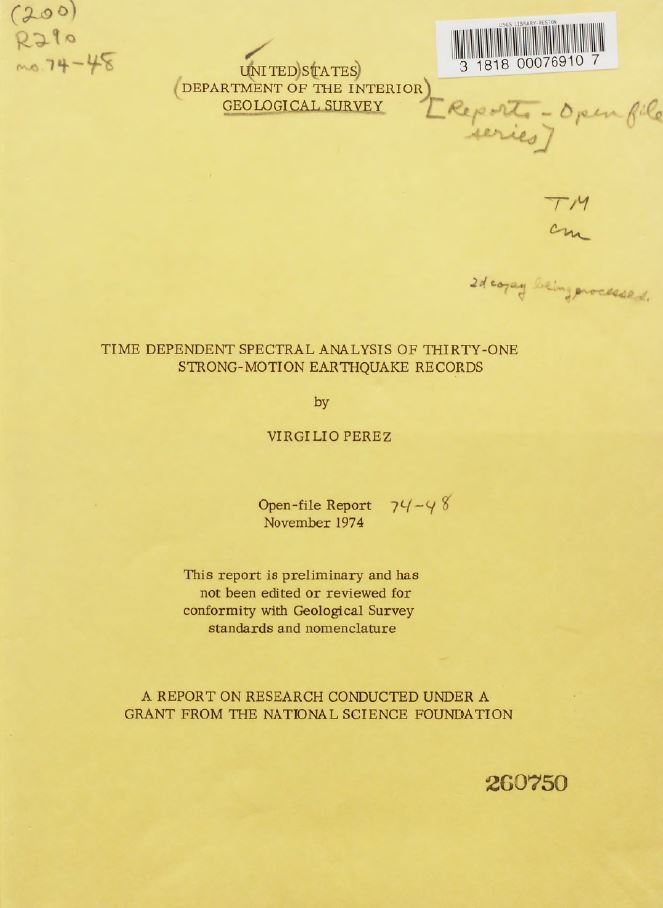 (200)
R290
no. 74-48
USGS LIBRARY-RESTON
3 1818 00076910 7
UNITED STATES)
(DEPARTMENT OF THE INTERIOR)
GEOLOGICAL SURVEY
[Reports - Open file
series]
TM
cm
2d copy being processed.
TIME DEPENDENT SPECTRAL ANALYSIS OF THIRTY-ONE
STRONG-MOTION EARTHQUAKE RECORDS
by
VIRGILIO PEREZ
Open-file Report 74-48
November 1974
This report is preliminary and has
not been edited or reviewed for
conformity with Geological Survey
standards and nomenclature
A REPORT ON RESEARCH CONDUCTED UNDER A
GRANT FROM THE NATIONAL SCIENCE FOUNDATION
260750